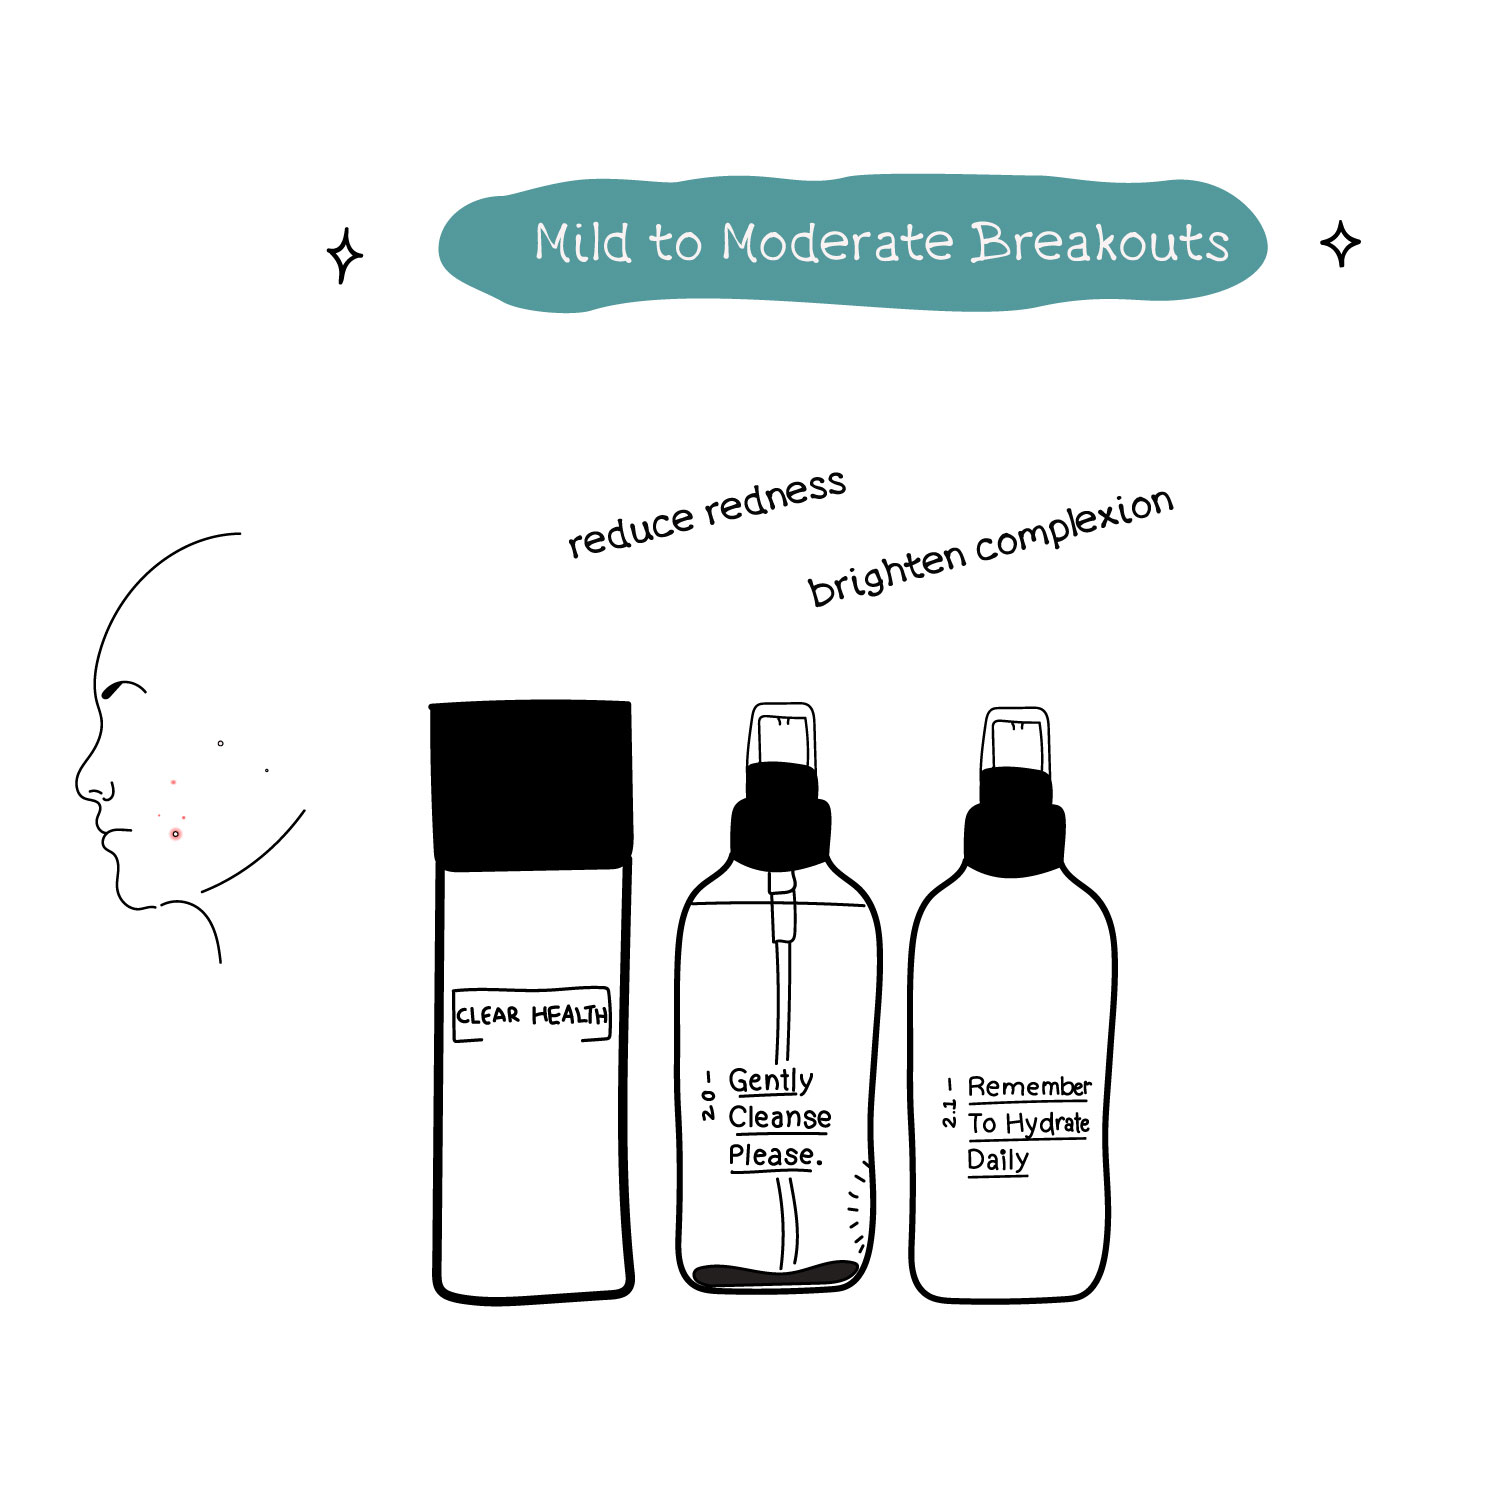 Mild to Moderate Breakouts
reduce redness
brighten complexion
CLEAR HEALTH
2.0-
Gently
Cleanse
Please.
2.1-
Remember
To Hydrate
Daily